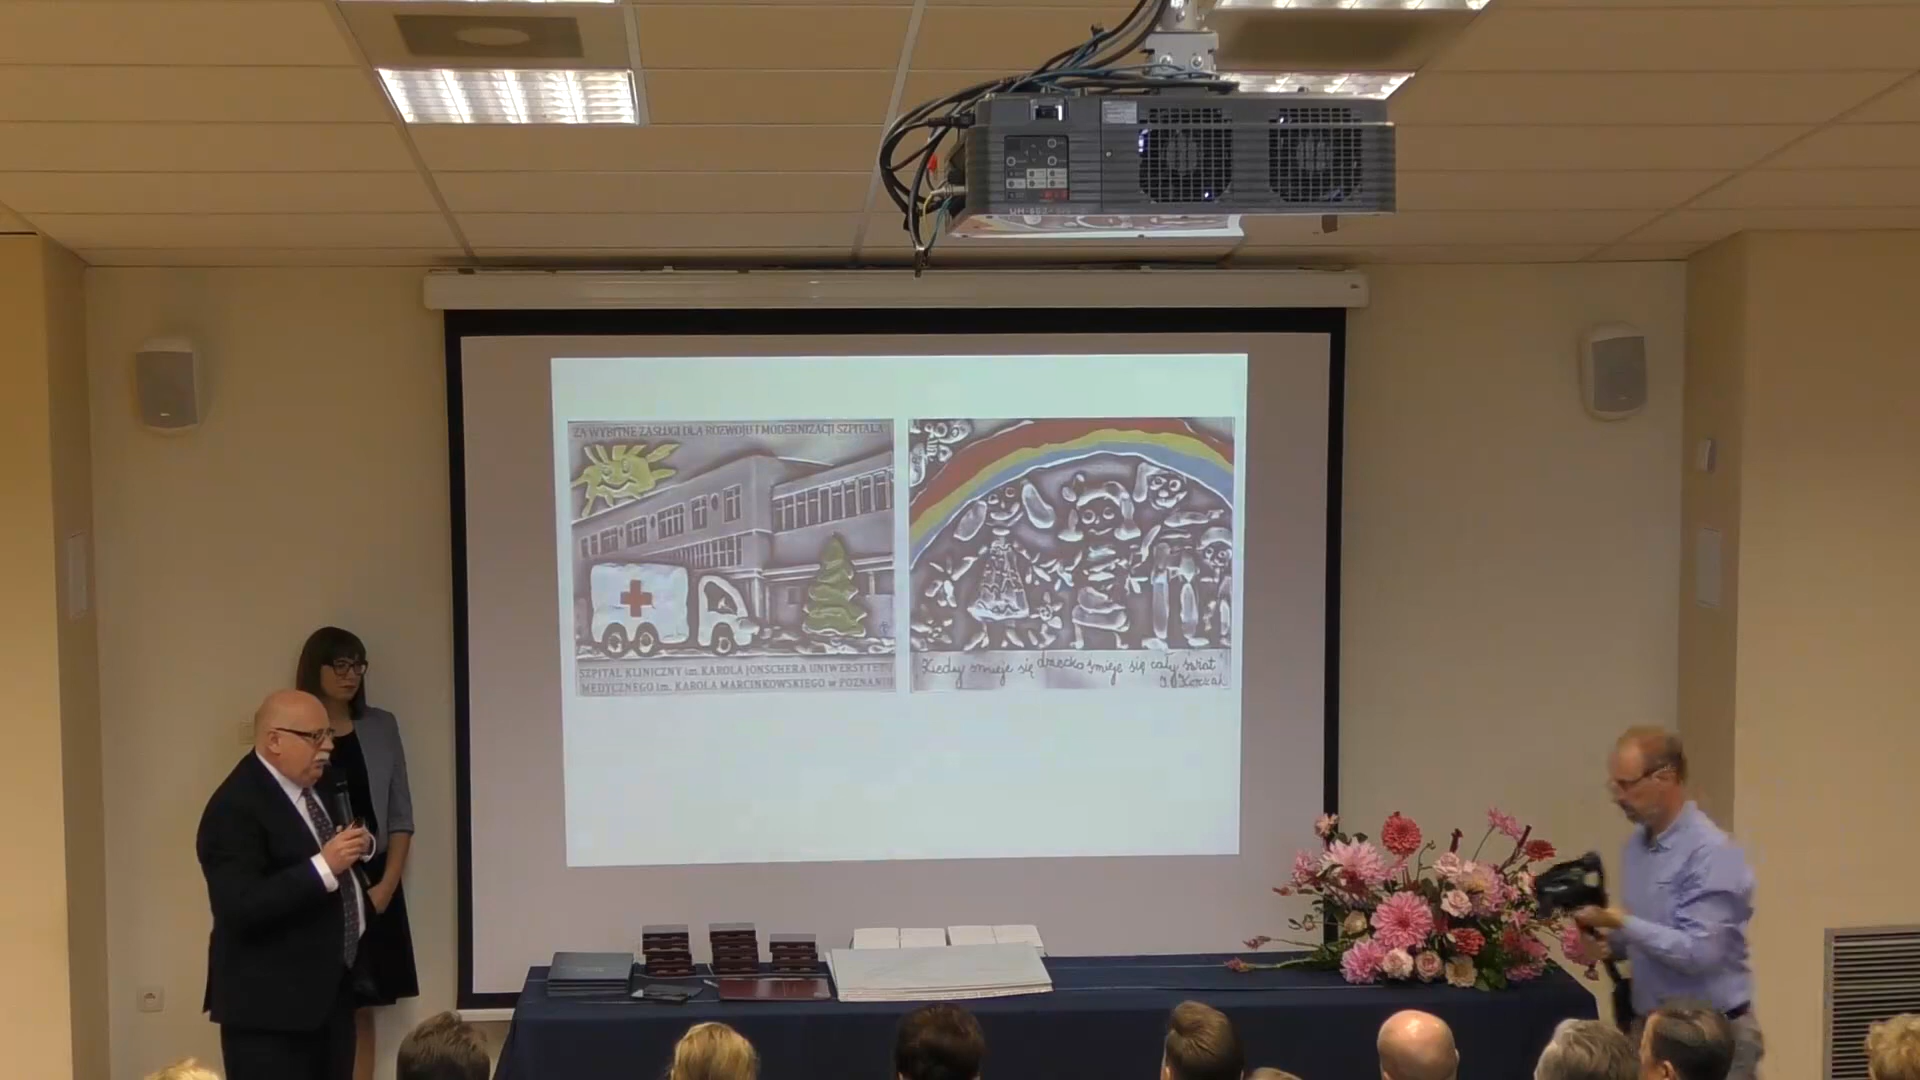 ZA WYBITNE ZASŁUGI DLA ROZWOJU I MODERNIZACJI SZPITALA
SZPITAL KLINICZNY im. KAROLA JONSCHERA UNIWERSYTETU
MEDYCZNEGO im. KAROLA MARCINKOWSKIEGO w POZNANIU
Kiedy śmieje się dziecko śmieje się cały świat
J. Korczak